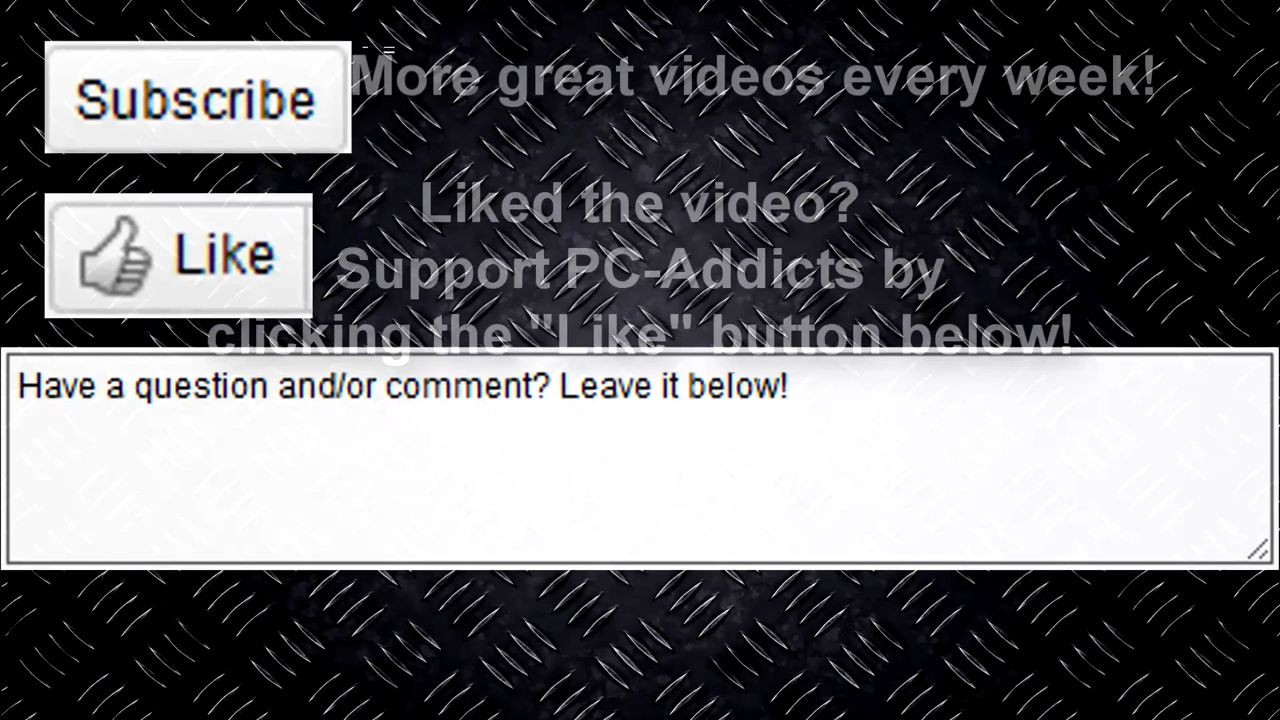 Subscribe
More great videos every week!
Liked the video?
Like
Support PC-Addicts by
clicking the "Like" button below!
Have a question and/or comment? Leave it below!